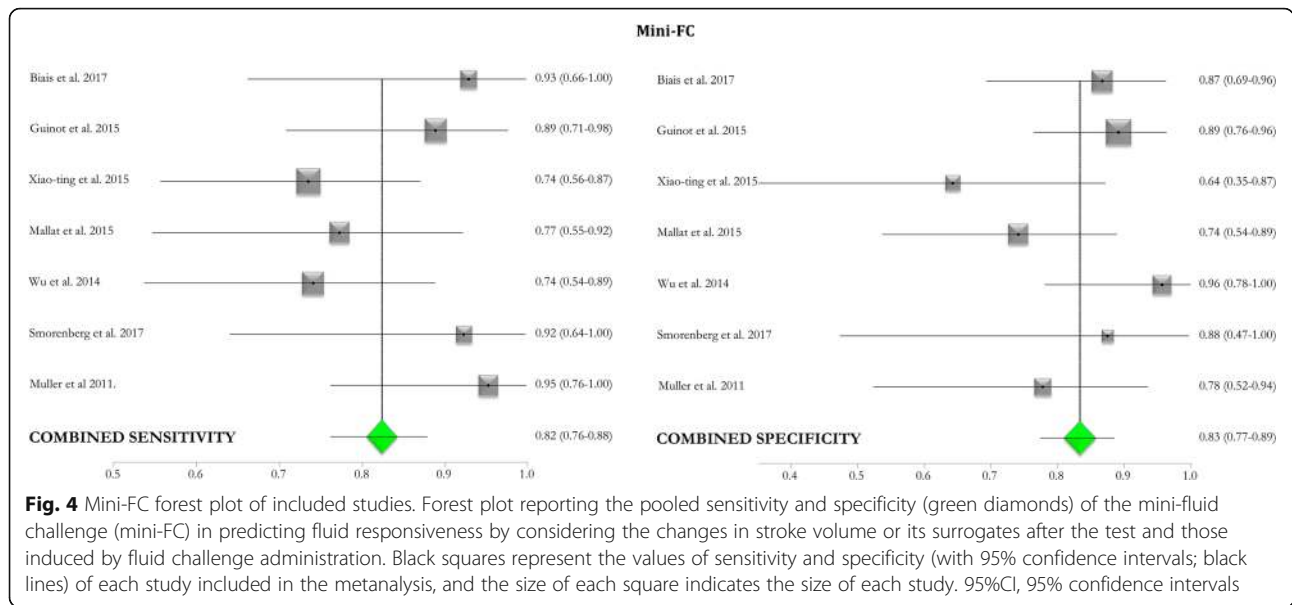 Mini-FC
Biais et al. 2017 0.93 (0.66-1.00)
Guinot et al. 2015 0.89 (0.71-0.98)
Xiao-ting et al. 2015 0.74 (0.56-0.87)
Mallat et al. 2015 0.77 (0.55-0.92)
Wu et al. 2014 0.74 (0.54-0.89)
Smorenberg et al. 2017 0.92 (0.64-1.00)
Muller et al 2011. 0.95 (0.76-1.00)
COMBINED SENSITIVITY 0.82 (0.76-0.88)
0.5 0.6 0.7 0.8 0.9 1.0
Biais et al. 2017 0.87 (0.69-0.96)
Guinot et al. 2015 0.89 (0.76-0.96)
Xiao-ting et al. 2015 0.64 (0.35-0.87)
Mallat et al. 2015 0.74 (0.54-0.89)
Wu et al. 2014 0.96 (0.78-1.00)
Smorenberg et al. 2017 0.88 (0.47-1.00)
Muller et al. 2011 0.78 (0.52-0.94)
COMBINED SPECIFICITY 0.83 (0.77-0.89)
0.4 0.6 0.7 0.8 0.9 1.0
Fig. 4 Mini-FC forest plot of included studies. Forest plot reporting the pooled sensitivity and specificity (green diamonds) of the mini-fluid
challenge (mini-FC) in predicting fluid responsiveness by considering the changes in stroke volume or its surrogates after the test and those
induced by fluid challenge administration. Black squares represent the values of sensitivity and specificity (with 95% confidence intervals; black
lines) of each study included in the metanalysis, and the size of each square indicates the size of each study. 95%CI, 95% confidence intervals